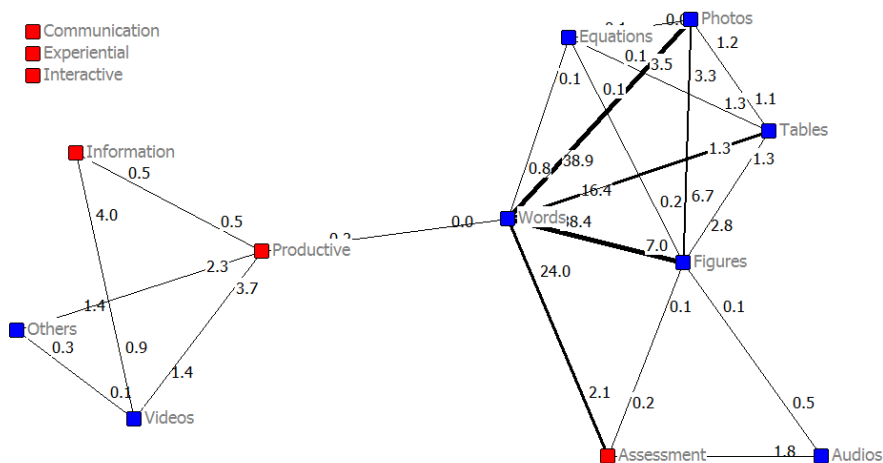 Communication
Experiential
Interactive
Photos
Equations
0.1
3.5
1.2
3.3
0.1
0.1
1.1
1.3
Tables
Information
0.5
1.3
1.3
0.8
38.9
16.4
4.0
0.5
0.0
Words
0.2
6.7
2.8
Productive
7.0
Figures
2.3
3.7
24.0
1.4
0.1
0.1
Others
0.3
0.9
1.4
0.1
2.1
0.2
0.5
Videos
Assessment
1.8
Audios